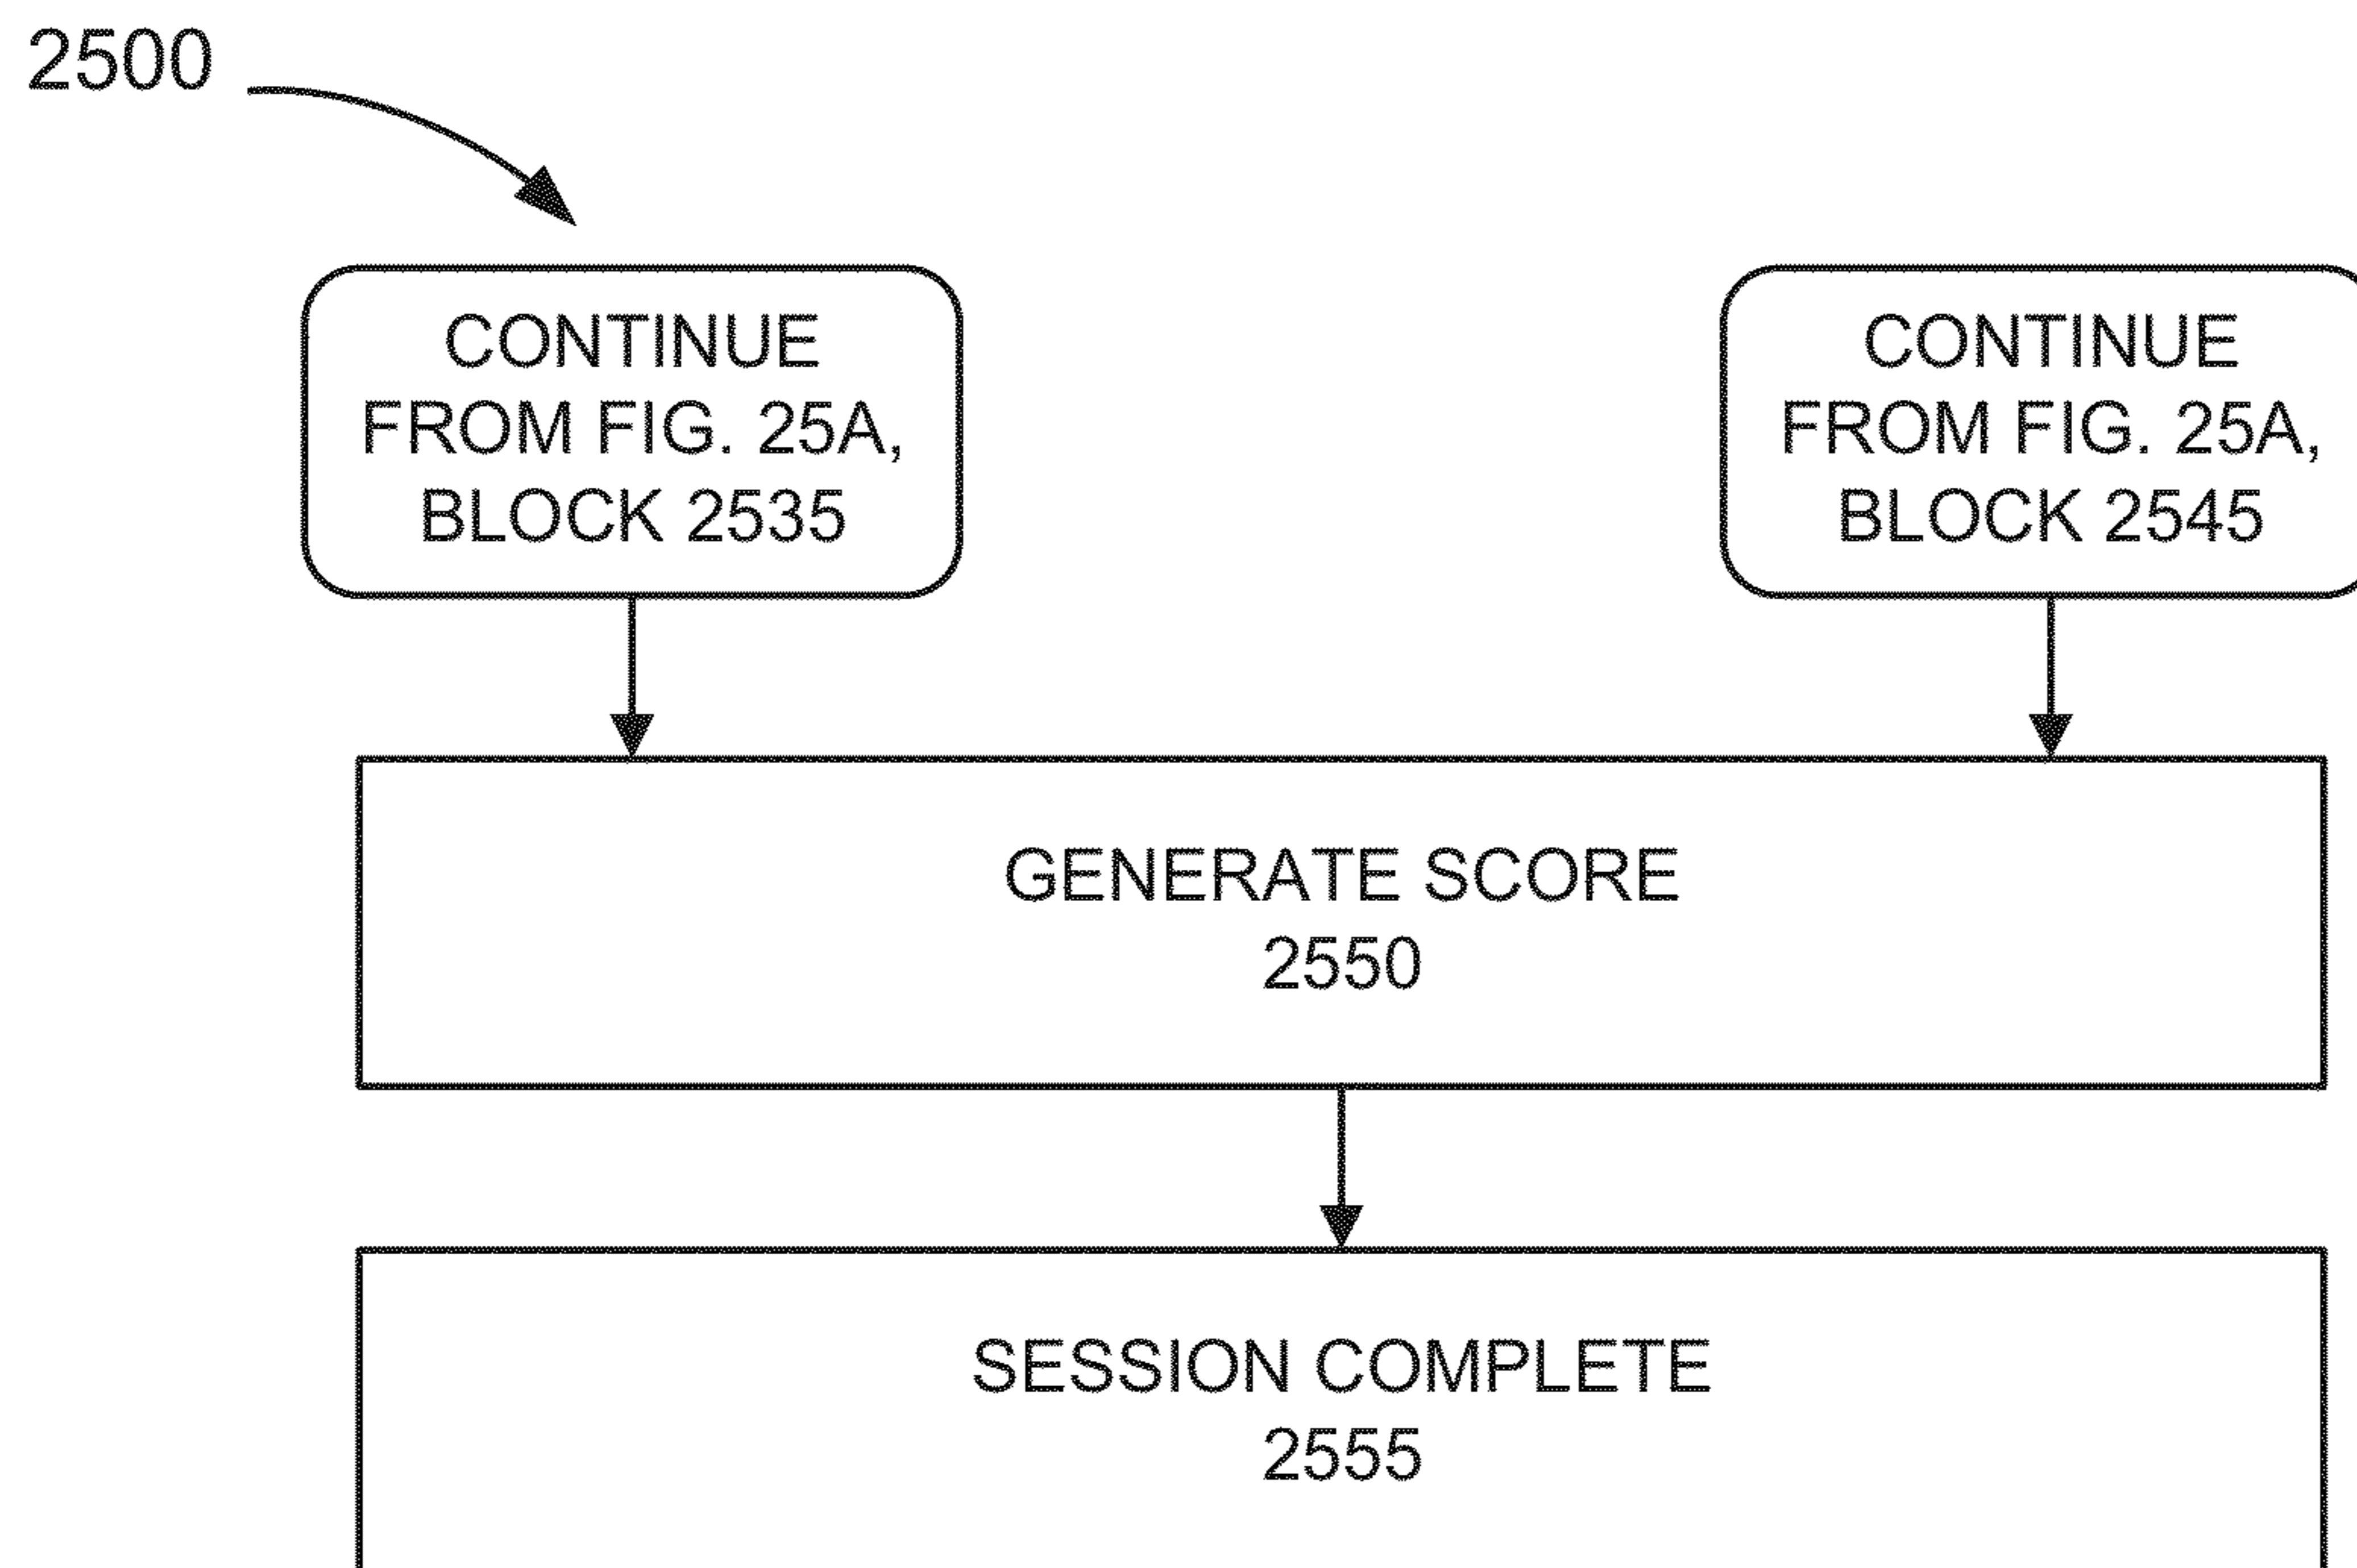 2500
CONTINUE
FROM FIG. 25A,
BLOCK 2535
CONTINUE
FROM FIG. 25A,
BLOCK 2545
GENERATE SCORE
2550
SESSION COMPLETE
2555